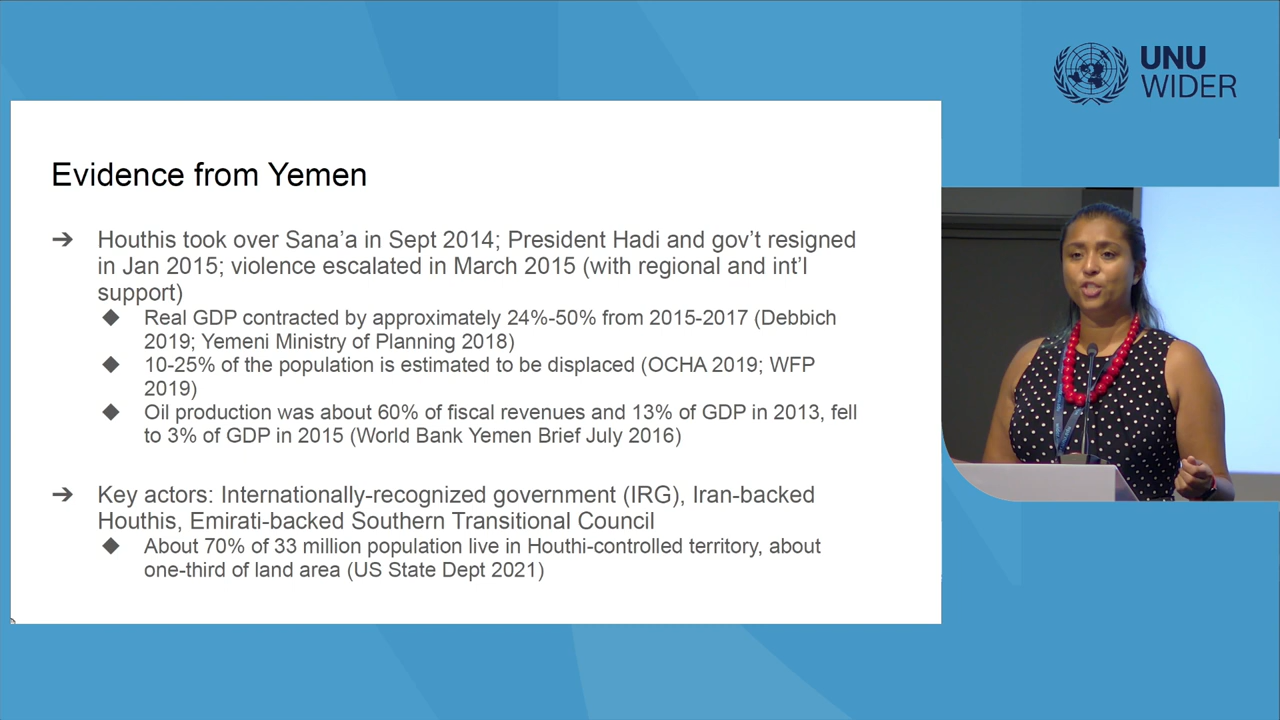 UNU
WIDER
Evidence from Yemen
➔ Houthis took over Sana’a in Sept 2014; President Hadi and gov’t resigned
in Jan 2015; violence escalated in March 2015 (with regional and int’l
support)
◆ Real GDP contracted by approximately 24%-50% from 2015-2017 (Debbich
2019; Yemeni Ministry of Planning 2018)
◆ 10-25% of the population is estimated to be displaced (OCHA 2019; WFP
2019)
◆ Oil production was about 60% of fiscal revenues and 13% of GDP in 2013, fell
to 3% of GDP in 2015 (World Bank Yemen Brief July 2016)
➔ Key actors: Internationally-recognized government (IRG), Iran-backed
Houthis, Emirati-backed Southern Transitional Council
◆ About 70% of 33 million population live in Houthi-controlled territory, about
one-third of land area (US State Dept 2021)